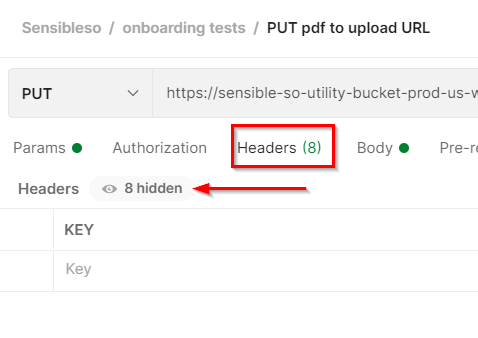 Sensibleso / onboarding tests / PUT pdf to upload URL
PUT https://sensible-so-utility-bucket-prod-us-w
Params Authorization Headers (8) Body Pre-re
Headers 8 hidden
KEY
Key